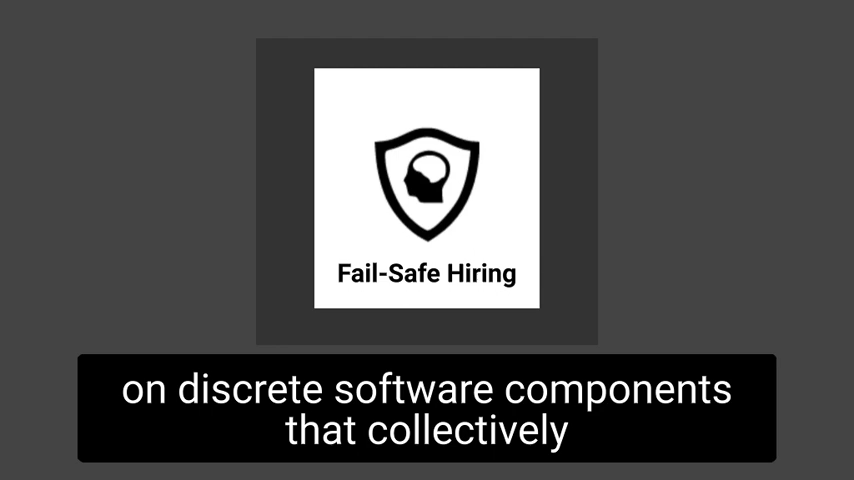 Fail-Safe Hiring
on discrete software components
that collectively